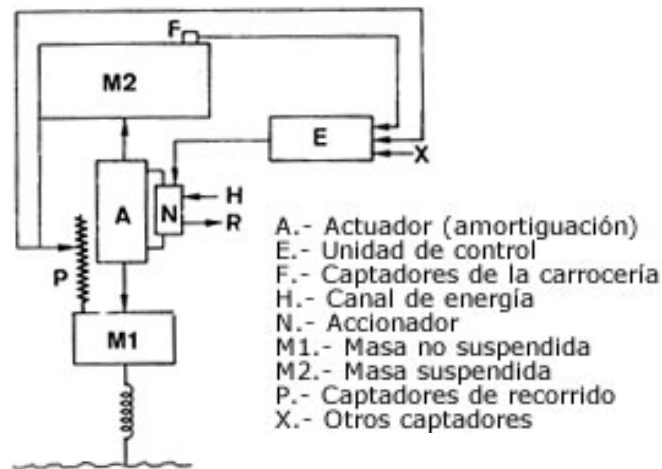 F
M2
E
X
A
N
H
R
P
M1
A.- Actuador (amortiguación)
E.- Unidad de control
F.- Captadores de la carrocería
H.- Canal de energía
N.- Accionador
M1.- Masa no suspendida
M2.- Masa suspendida
P.- Captadores de recorrido
X.- Otros captadores